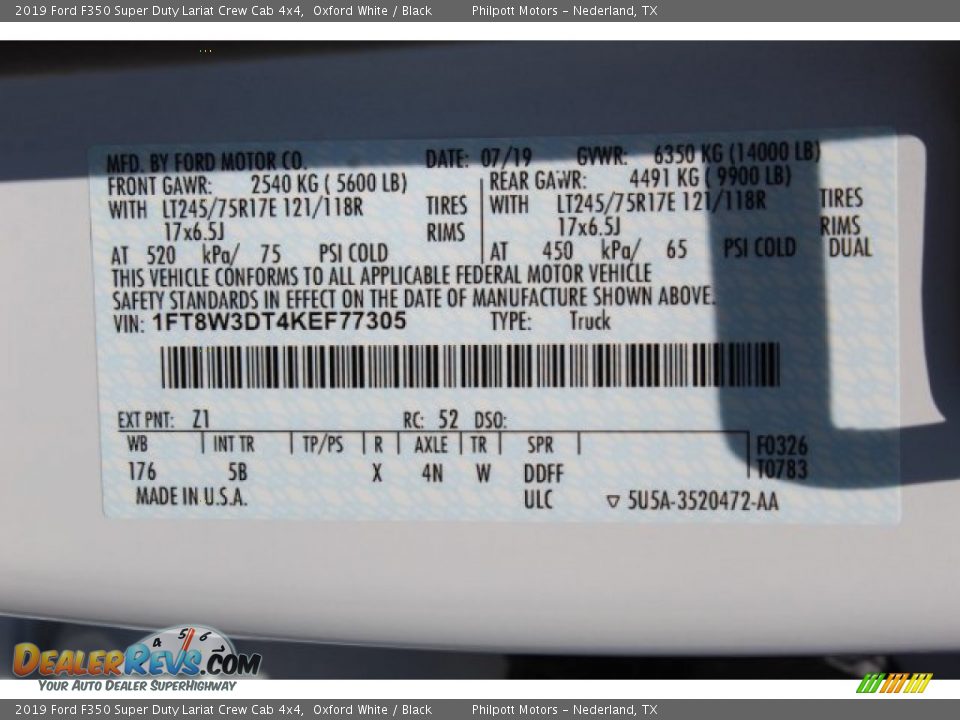 2019 Ford F350 Super Duty Lariat Crew Cab 4x4, Oxford White / Black Philpott Motors - Nederland, TX
MFD. BY FORD MOTOR CO. DATE: 07/19 GVWR: 6350 KG (14000 LB)
FRONT GAWR: 2540 KG ( 5600 LB) REAR GAWR: 4491 KG ( 9900 LB)
WITH LT245/75R17E 121/118R TIRES WITH LT245/75R17E 121/118R TIRES
17x6.5J RIMS 17x6.5J RIMS
AT 520 kPa/ 75 PSI COLD AT 450 kPa/ 65 PSI COLD DUAL
THIS VEHICLE CONFORMS TO ALL APPLICABLE FEDERAL MOTOR VEHICLE
SAFETY STANDARDS IN EFFECT ON THE DATE OF MANUFACTURE SHOWN ABOVE.
VIN: 1FT8W3DT4KEF77305 TYPE: Truck
EXT PNT: Z1 RC: 52 DSO:
WB INT TR TP/PS R AXLE TR SPR F0326
176 5B X 4N W DDFF T0783
MADE IN U.S.A. ULC ▽ 5U5A-3520472-AA
4 5 6
DealerRevs.com
Your Auto Dealer SuperHighway
2019 Ford F350 Super Duty Lariat Crew Cab 4x4, Oxford White / Black Philpott Motors - Nederland, TX